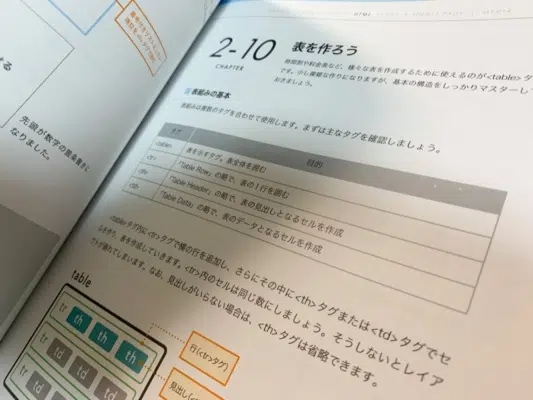 2-10
CHAPTER
表を作ろう
時間割や料金表など、様々な表を作成するために使えるのが<table>タ
です。少し複雑な作りになりますが、基本の構造をしっかりマスターして
おきましょう。
表組みの基本
表組みは複数のタグを合わせて使用します。まずは主なタグを確認しましょう。
タグ 目的
<table> 表を示すタグ。表全体を囲む
<tr> 「Table Row」の略で、表の1行を囲む
<th> 「Table Header」の略で、表の見出しとなるセルを作成
<td> 「Table Data」の略で、表のデータとなるセルを作成
<table>タグ内に<tr>タグで横の行を追加し、さらにその中に<th>タグまたは<td>タグでセ
ルを作り、表を作成していきます。<tr>内のセルは同じ数にしましょう。そうしないとレイア
ウトが崩れてしまいます。なお、見出しがいらない場合は、<th>タグは省略できます。
table
tr th th th
tr td td td
tr td td
行(<tr>タグ)
見出し(<
する
先頭が数字の箇条書きに
なりました。